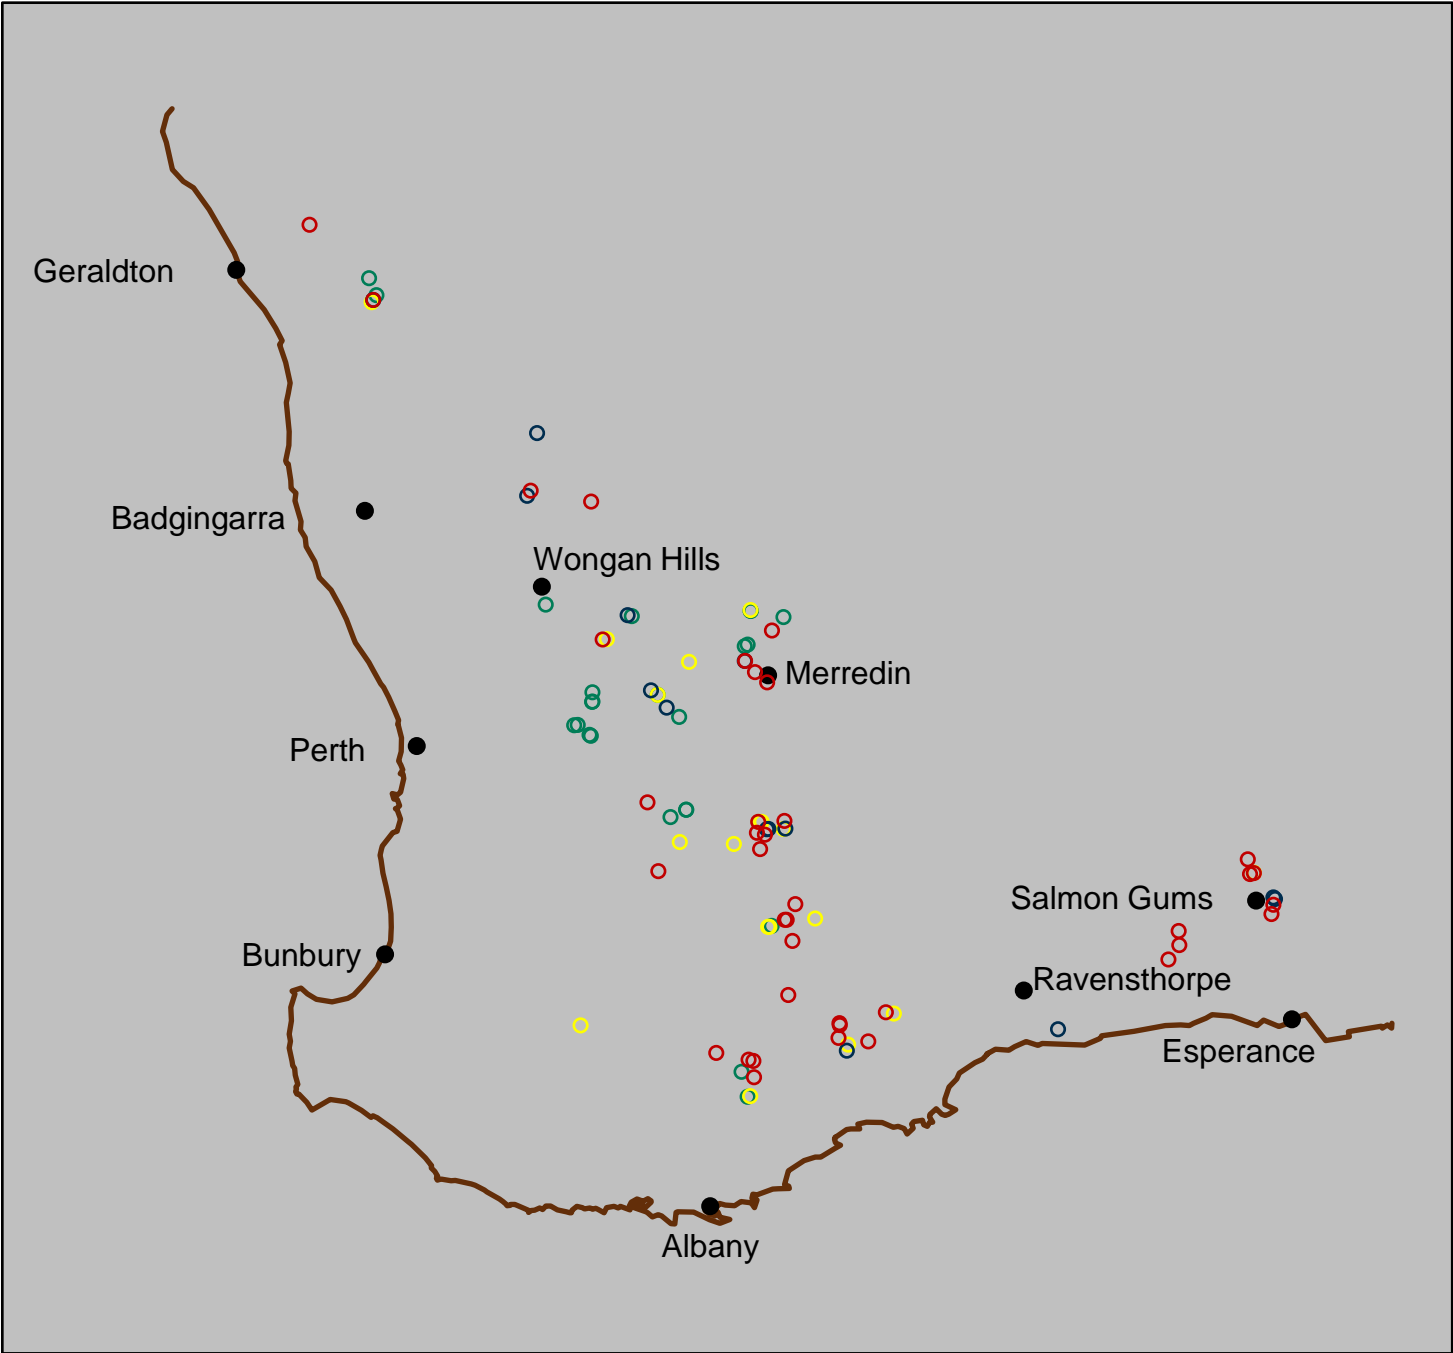 Geraldton
Badgingarra
Wongan Hills
Merredin
Perth
Salmon Gums
Bunbury
Ravensthorpe
Esperance
Albany